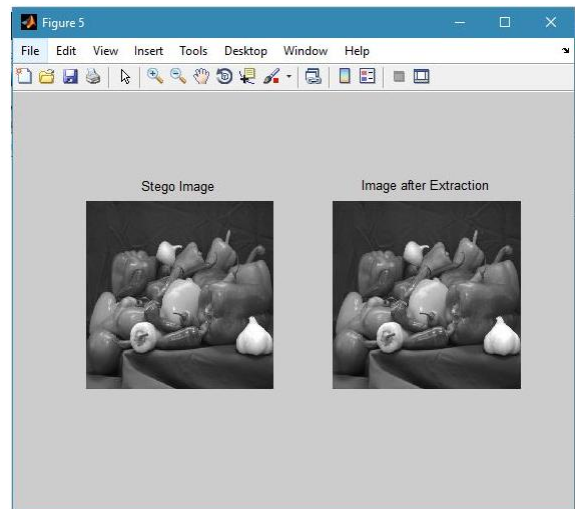 Figure 5
File Edit View Insert Tools Desktop Window Help
Stego Image
Image after Extraction